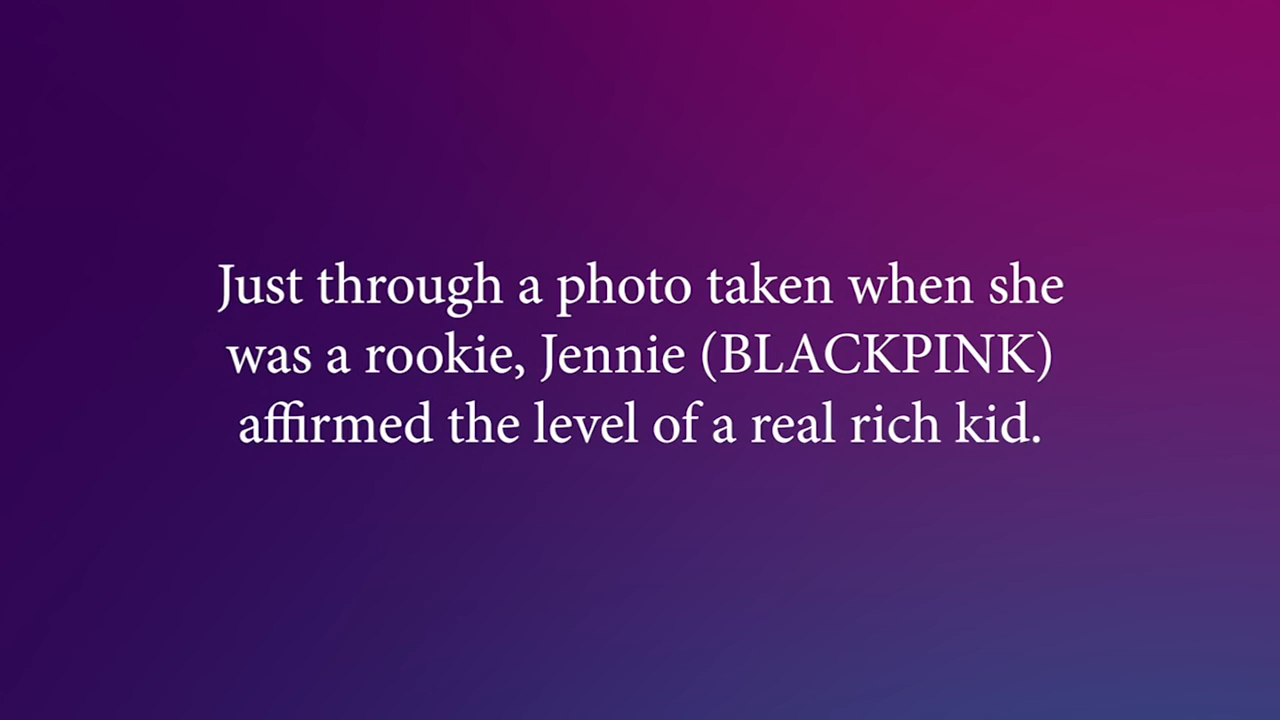 Just through a photo taken when she
was a rookie, Jennie (BLACKPINK)
affirmed the level of a real rich kid.